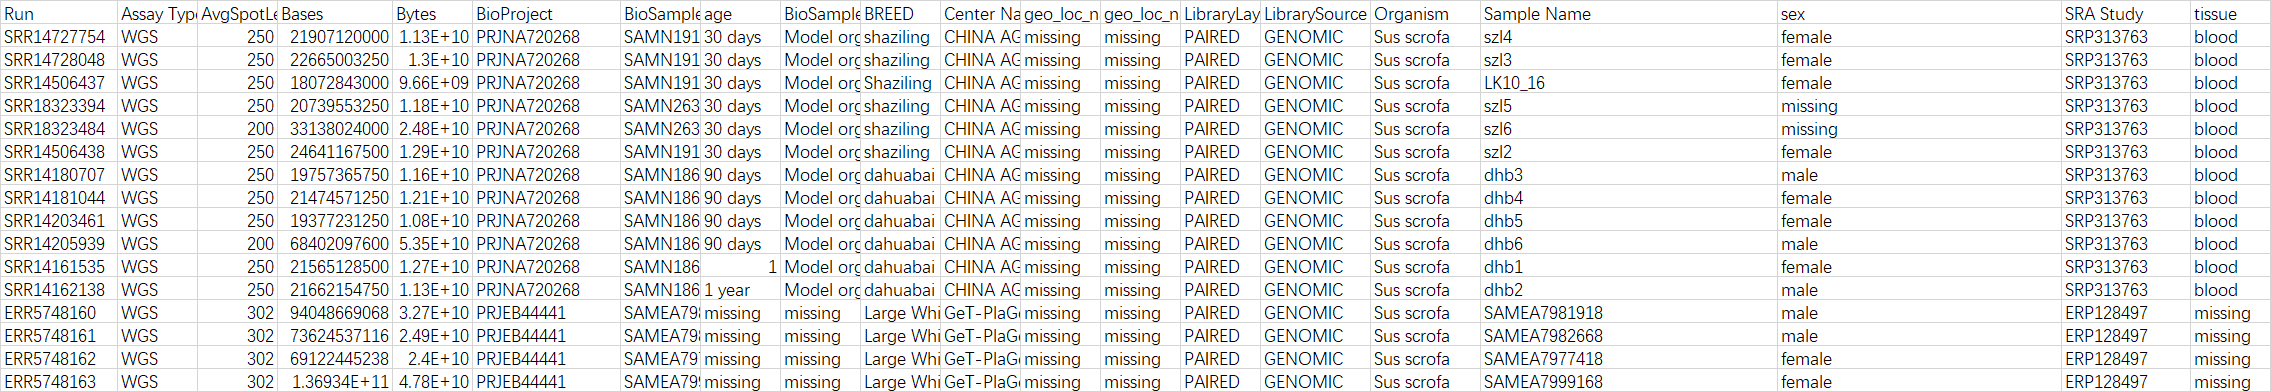 Run Assay Type AvgSpotLe Bases Bytes BioProject BioSample age BioSample BREED Center Na geo_loc_n geo_loc_n LibraryLay LibrarySource Organism Sample Name sex SRA Study tissue
SRR14727754 WGS 250 21907120000 1.13E+10 PRJNA720268 SAMN191 30 days Model org shaziling CHINA AG missing missing PAIRED GENOMIC Sus scrofa szl4 female SRP313763 blood
SRR14728048 WGS 250 22665003250 1.3E+10 PRJNA720268 SAMN191 30 days Model org shaziling CHINA AG missing missing PAIRED GENOMIC Sus scrofa szl3 female SRP313763 blood
SRR14506437 WGS 250 18072843000 9.66E+09 PRJNA720268 SAMN191 30 days Model org Shaziling CHINA AG missing missing PAIRED GENOMIC Sus scrofa LK10_16 female SRP313763 blood
SRR18323394 WGS 250 20739553250 1.18E+10 PRJNA720268 SAMN263 30 days Model org shaziling CHINA AG missing missing PAIRED GENOMIC Sus scrofa szl5 missing SRP313763 blood
SRR18323484 WGS 200 33138024000 2.48E+10 PRJNA720268 SAMN263 30 days Model org shaziling CHINA AG missing missing PAIRED GENOMIC Sus scrofa szl6 missing SRP313763 blood
SRR14506438 WGS 250 24641167500 1.29E+10 PRJNA720268 SAMN191 30 days Model org shaziling CHINA AG missing missing PAIRED GENOMIC Sus scrofa szl2 female SRP313763 blood
SRR14180707 WGS 250 19757365750 1.16E+10 PRJNA720268 SAMN186 90 days Model org dahuabai CHINA AG missing missing PAIRED GENOMIC Sus scrofa dhb3 male SRP313763 blood
SRR14181044 WGS 250 21474571250 1.21E+10 PRJNA720268 SAMN186 90 days Model org dahuabai CHINA AG missing missing PAIRED GENOMIC Sus scrofa dhb4 female SRP313763 blood
SRR14203461 WGS 250 19377231250 1.08E+10 PRJNA720268 SAMN186 90 days Model org dahuabai CHINA AG missing missing PAIRED GENOMIC Sus scrofa dhb5 female SRP313763 blood
SRR14205939 WGS 200 68402097600 5.35E+10 PRJNA720268 SAMN186 90 days Model org dahuabai CHINA AG missing missing PAIRED GENOMIC Sus scrofa dhb6 male SRP313763 blood
SRR14161535 WGS 250 21565128500 1.27E+10 PRJNA720268 SAMN186 1 Model org dahuabai CHINA AG missing missing PAIRED GENOMIC Sus scrofa dhb1 female SRP313763 blood
SRR14162138 WGS 250 21662154750 1.13E+10 PRJNA720268 SAMN186 1 year Model org dahuabai CHINA AG missing missing PAIRED GENOMIC Sus scrofa dhb2 male SRP313763 blood
ERR5748160 WGS 302 94048669068 3.27E+10 PRJEB44441 SAMEA798 missing missing Large Whi GeT-PlaGe missing missing PAIRED GENOMIC Sus scrofa SAMEA7981918 male ERP128497 missing
ERR5748161 WGS 302 73624537116 2.49E+10 PRJEB44441 SAMEA798 missing missing Large Whi GeT-PlaGe missing missing PAIRED GENOMIC Sus scrofa SAMEA7982668 male ERP128497 missing
ERR5748162 WGS 302 69122445238 2.4E+10 PRJEB44441 SAMEA797 missing missing Large Whi GeT-PlaGe missing missing PAIRED GENOMIC Sus scrofa SAMEA7977418 female ERP128497 missing
ERR5748163 WGS 302 1.36934E+11 4.78E+10 PRJEB44441 SAMEA799 missing missing Large Whi GeT-PlaGe missing missing PAIRED GENOMIC Sus scrofa SAMEA7999168 female ERP128497 missing